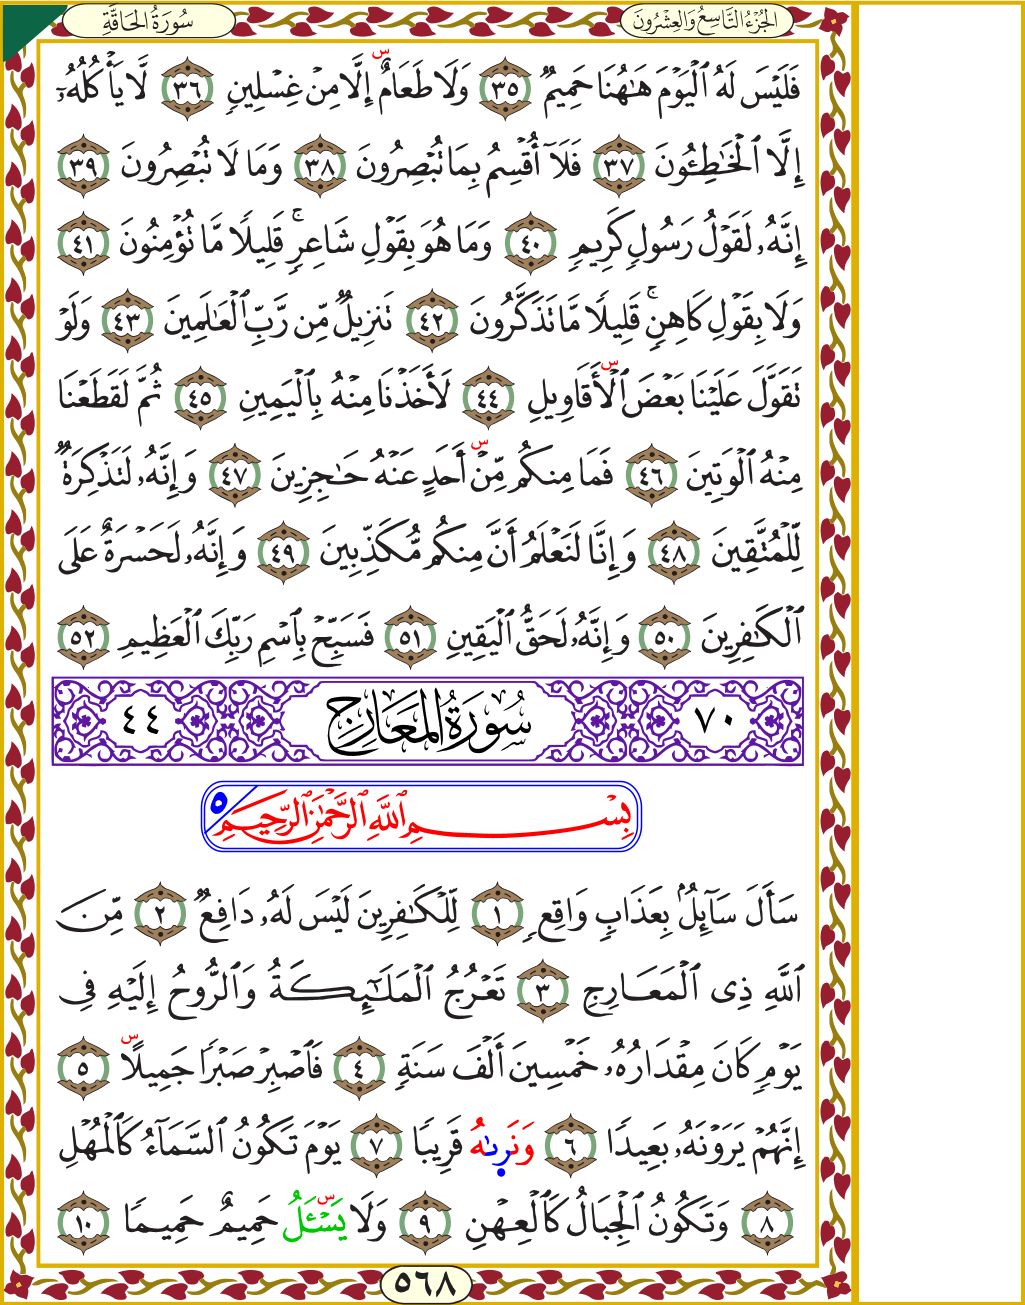 سُورَةُ الحَاقَّةِ
الجُزْءُ التَّاسِعُ وَالعِشْرُونَ
فَلَيْسَ لَهُ ٱلْيَوْمَ هَٰهُنَا حَمِيمٌ ٣٥ وَلَا طَعَامٌ إِلَّا مِنْ غِسْلِينٍ ٣٦ لَّا يَأْكُلُهُۥٓ
إِلَّا ٱلْخَٰطِـُٔونَ ٣٧ فَلَآ أُقْسِمُ بِمَا تُبْصِرُونَ ٣٨ وَمَا لَا تُبْصِرُونَ ٣٩
إِنَّهُۥ لَقَوْلُ رَسُولٍ كَرِيمٍ ٤٠ وَمَا هُوَ بِقَوْلِ شَاعِرٍۚ قَلِيلًا مَّا تُؤْمِنُونَ ٤١
وَلَا بِقَوْلِ كَاهِنٍۚ قَلِيلًا مَّا تَذَكَّرُونَ ٤٢ تَنزِيلٌ مِّن رَّبِّ ٱلْعَٰلَمِينَ ٤٣ وَلَوْ
تَقَوَّلَ عَلَيْنَا بَعْضَ ٱلْأَقَاوِيلِ ٤٤ لَأَخَذْنَا مِنْهُ بِٱلْيَمِينِ ٤٥ ثُمَّ لَقَطَعْنَا
مِنْهُ ٱلْوَتِينَ ٤٦ فَمَا مِنكُم مِّنْ أَحَدٍ عَنْهُ حَٰجِزِينَ ٤٧ وَإِنَّهُۥ لَتَذْكِرَةٌ
لِّلْمُتَّقِينَ ٤٨ وَإِنَّا لَنَعْلَمُ أَنَّ مِنكُم مُّكَذِّبِينَ ٤٩ وَإِنَّهُۥ لَحَسْرَةٌ عَلَى
ٱلْكَٰفِرِينَ ٥٠ وَإِنَّهُۥ لَحَقُّ ٱلْيَقِينِ ٥١ فَسَبِّحْ بِٱسْمِ رَبِّكَ ٱلْعَظِيمِ ٥٢
٧٠ سُورَةُ المَعَارِجِ ٤٤
بِسْمِ ٱللَّهِ ٱلرَّحْمَٰنِ ٱلرَّحِيمِ ٥
سَأَلَ سَآئِلٌۢ بِعَذَابٍ وَاقِعٍ ١ لِّلْكَٰفِرِينَ لَيْسَ لَهُۥ دَافِعٌ ٢ مِّنَ
ٱللَّهِ ذِى ٱلْمَعَارِجِ ٣ تَعْرُجُ ٱلْمَلَٰٓئِكَةُ وَٱلرُّوحُ إِلَيْهِ فِى
يَوْمٍ كَانَ مِقْدَارُهُۥ خَمْسِينَ أَلْفَ سَنَةٍ ٤ فَٱصْبِرْ صَبْرًا جَمِيلًا ٥
إِنَّهُمْ يَرَوْنَهُۥ بَعِيدًا ٦ وَنَرَىٰهُ قَرِيبًا ٧ يَوْمَ تَكُونُ ٱلسَّمَآءُ كَٱلْمُهْلِ
٨ وَتَكُونُ ٱلْجِبَالُ كَٱلْعِهْنِ ٩ وَلَا يَسْـَٔلُ حَمِيمٌ حَمِيمًا ١٠
٥٦٨